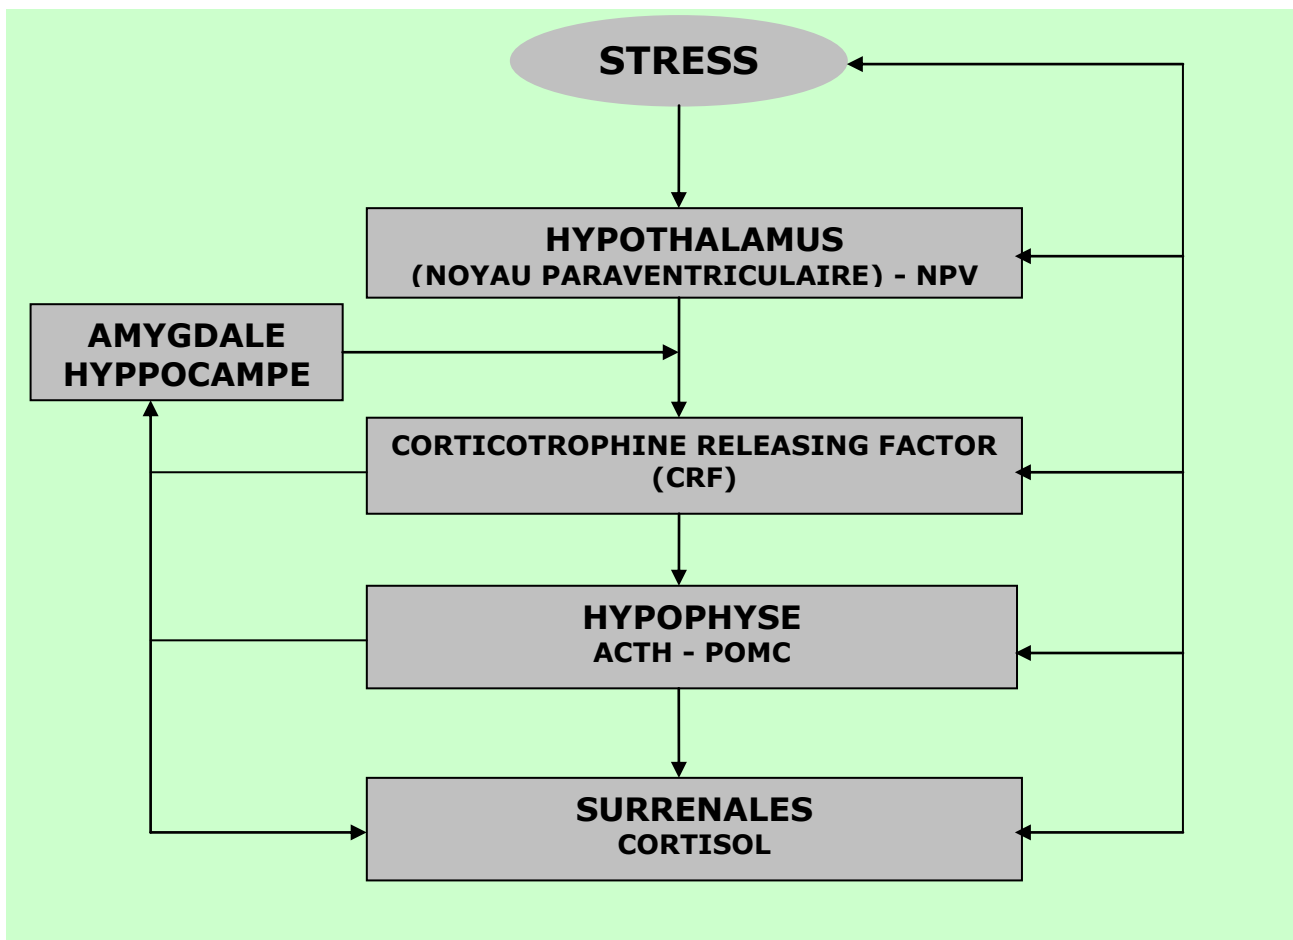 STRESS
HYPOTHALAMUS
(NOYAU PARAVENTRICULAIRE) - NPV
AMYGDALE
HYPPOCAMPE
CORTICOTROPHINE RELEASING FACTOR
(CRF)
HYPOPHYSE
ACTH - POMC
SURRENALES
CORTISOL